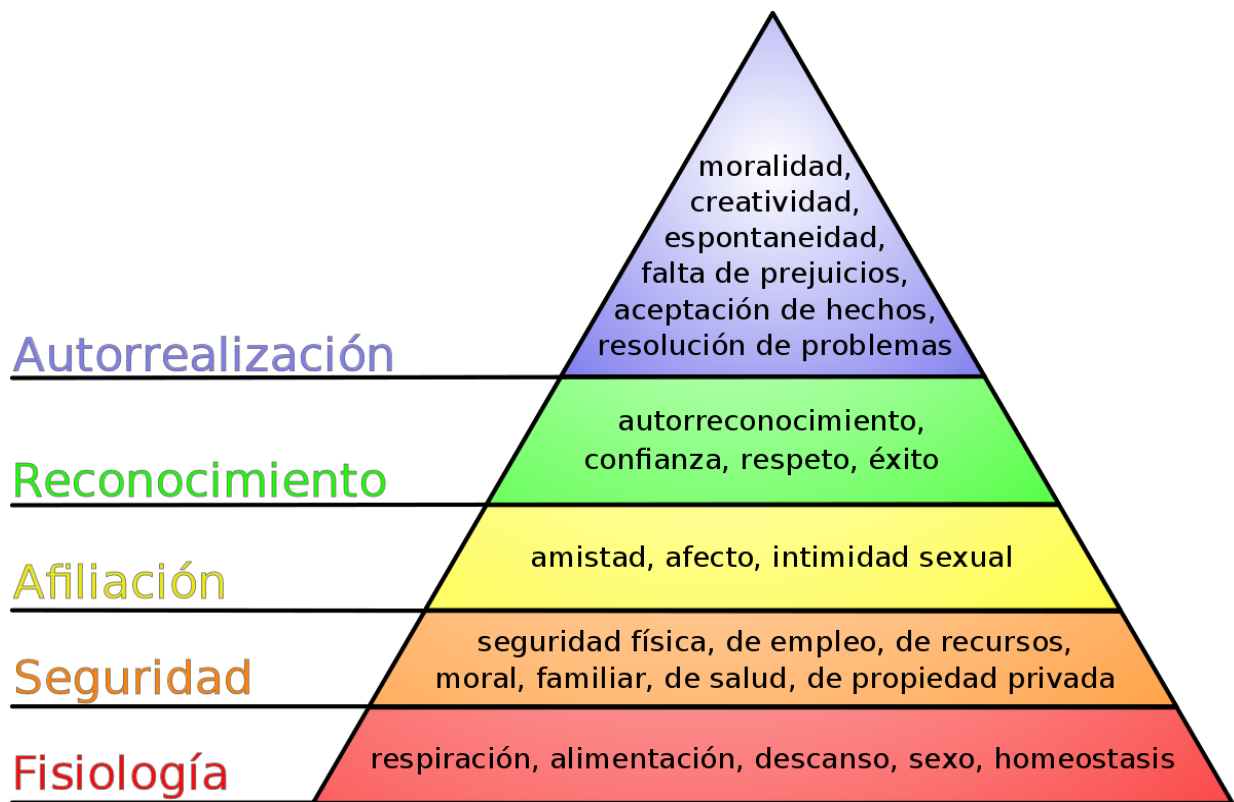 moralidad,
creatividad,
espontaneidad,
falta de prejuicios,
aceptación de hechos,
resolución de problemas
Autorrealización
autorreconocimiento,
confianza, respeto, éxito
Reconocimiento
amistad, afecto, intimidad sexual
Afiliación
seguridad física, de empleo, de recursos,
moral, familiar, de salud, de propiedad privada
Seguridad
respiración, alimentación, descanso, sexo, homeostasis
Fisiología